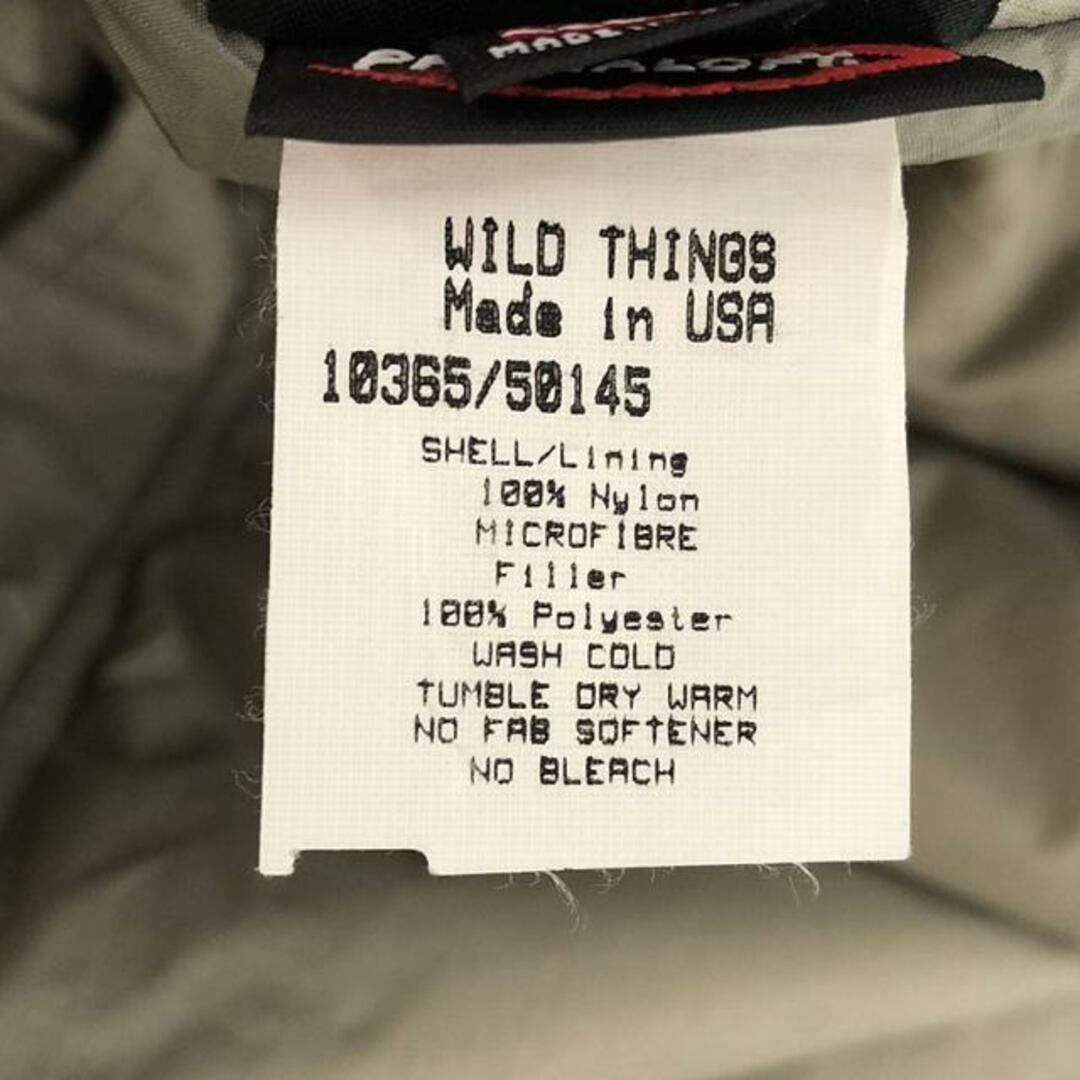 WILD THINGS
Made in USA
10365/50145
SHELL/Lining
100% Nylon
MICROFIBRE
Filler
100% Polyester
WASH COLD
TUMBLE DRY WARM
NO FAB SOFTENER
NO BLEACH